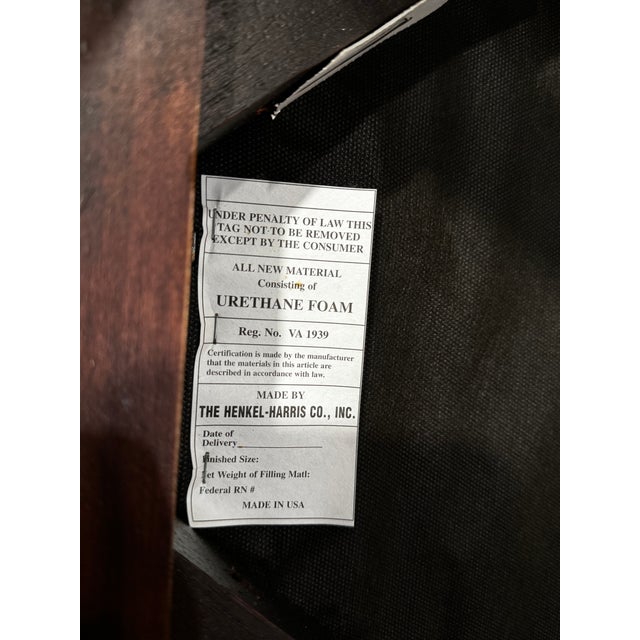 UNDER PENALTY OF LAW THIS
TAG NOT TO BE REMOVED
EXCEPT BY THE CONSUMER
ALL NEW MATERIAL
Consisting of
URETHANE FOAM
Reg. No. VA 1939
Certification is made by the manufacturer
that the materials in this article are
described in accordance with law.
MADE BY
THE HENKEL-HARRIS CO., INC.
Date of
Delivery
Finished Size:
Net Weight of Filling Matl:
Federal RN #
MADE IN USA